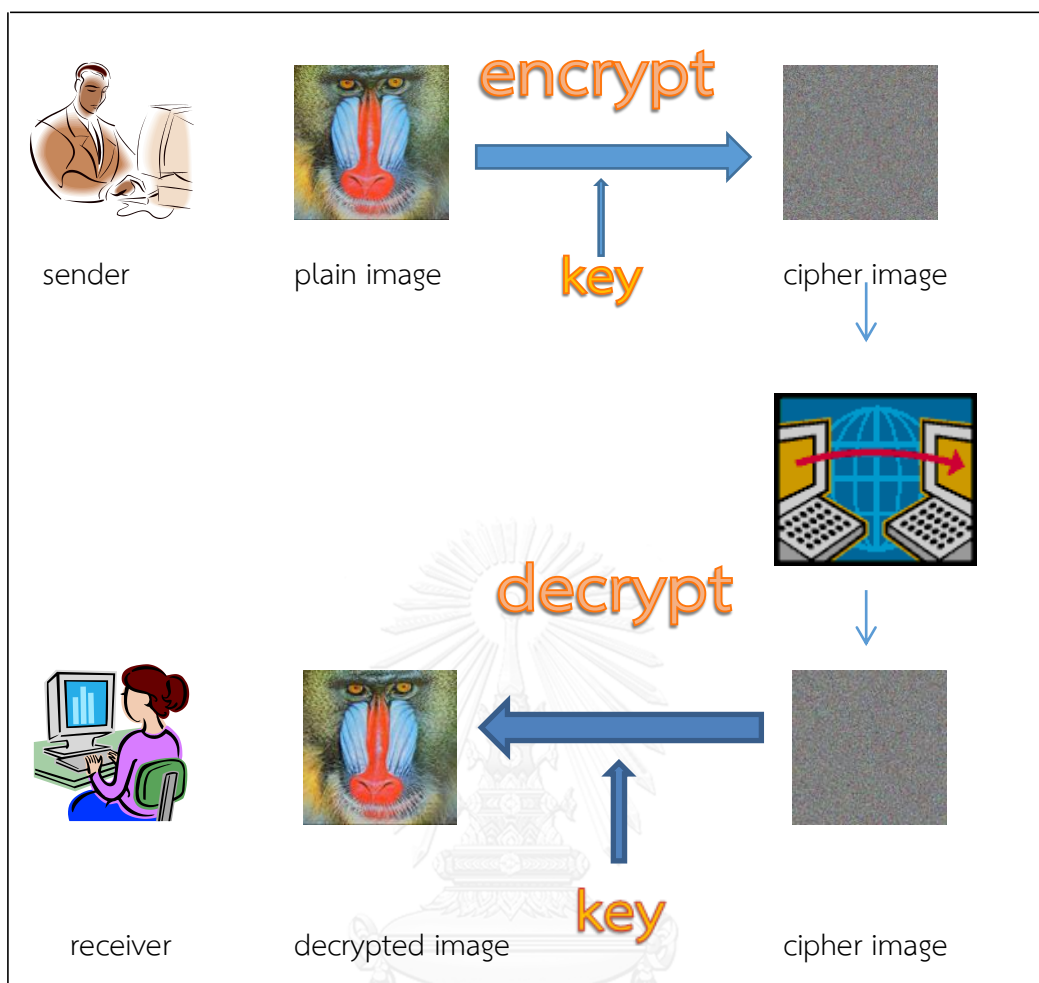 encrypt
sender
plain image
key
cipher image
decrypt
key
receiver
decrypted image
cipher image